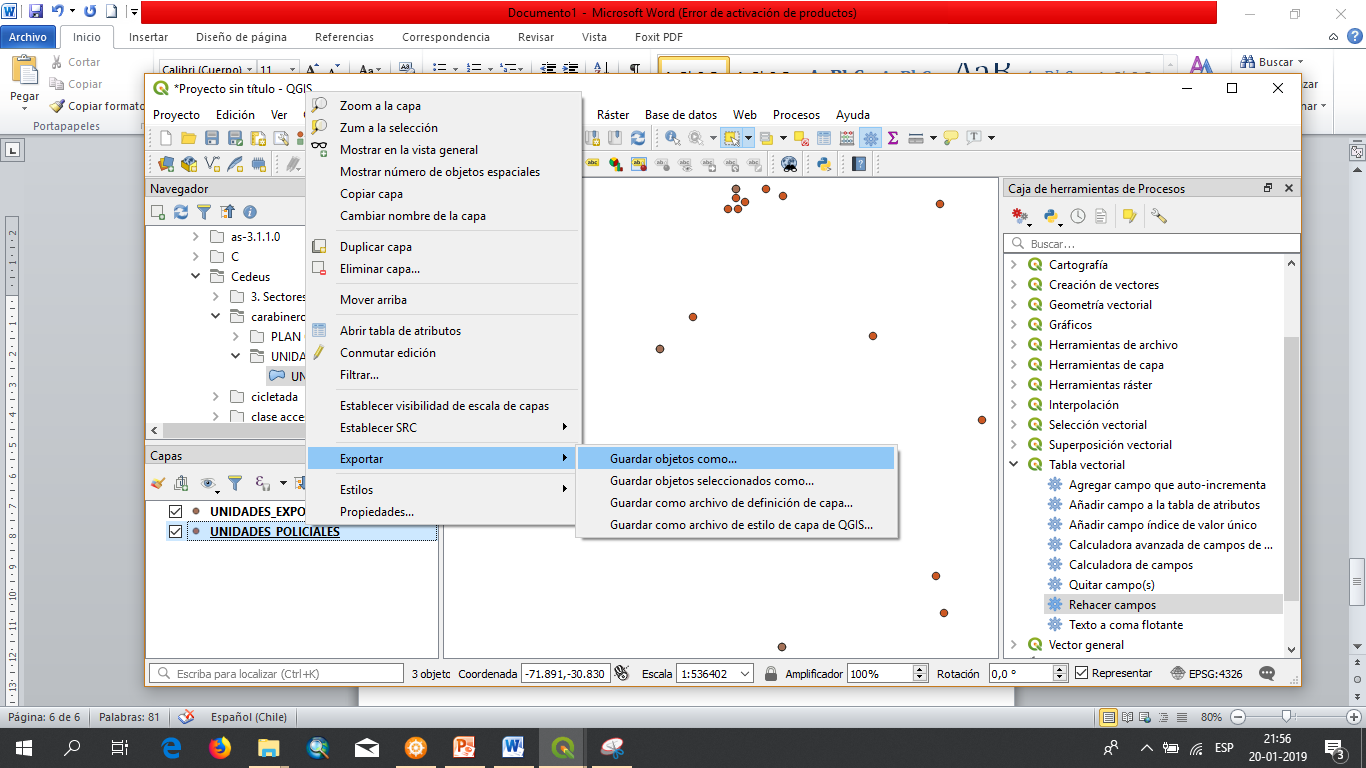 Documento1 - Microsoft Word (Error de activación de productos)
Archivo Inicio Insertar Diseño de página Referencias Correspondencia Revisar Vista Foxit PDF
Cortar
Copiar
Copiar formato
Pegar
Portapapeles
Calibri (Cuerpo) 11
Buscar
*Proyecto sin título - QGIS
Proyecto Edición Ver Ráster Base de datos Web Procesos Ayuda
Zoom a la capa
Zum a la selección
Mostrar en la vista general
Mostrar número de objetos espaciales
Copiar capa
Cambiar nombre de la capa
Duplicar capa
Eliminar capa...
Mover arriba
Abrir tabla de atributos
Conmutar edición
Filtrar...
Establecer visibilidad de escala de capas
Establecer SRC
Exportar
Estilos
Propiedades...
Guardar objetos como...
Guardar objetos seleccionados como...
Guardar como archivo de definición de capa...
Guardar como archivo de estilo de capa de QGIS...
Navegador
as-3.1.1.0
C
Cedeus
3. Sectores
carabinero
PLAN
UNIDA
UN
cicletada
clase acces
Capas
UNIDADES_EXPO
UNIDADES_POLICIALES
Caja de herramientas de Procesos
Buscar...
Cartografía
Creación de vectores
Geometría vectorial
Gráficos
Herramientas de archivo
Herramientas de capa
Herramientas ráster
Interpolación
Selección vectorial
Superposición vectorial
Tabla vectorial
Agregar campo que auto-incrementa
Añadir campo a la tabla de atributos
Añadir campo índice de valor único
Calculadora avanzada de campos de ...
Calculadora de campos
Quitar campo(s)
Rehacer campos
Texto a coma flotante
Vector general
Escriba para localizar (Ctrl+K) 3 objetc Coordenada -71.891,-30.830 Escala 1:536402 Amplificador 100% Rotación 0,0 ° Representar EPSG:4326
Página: 6 de 6 Palabras: 81 Español (Chile) 80%
ESP
21:56
20-01-2019
3